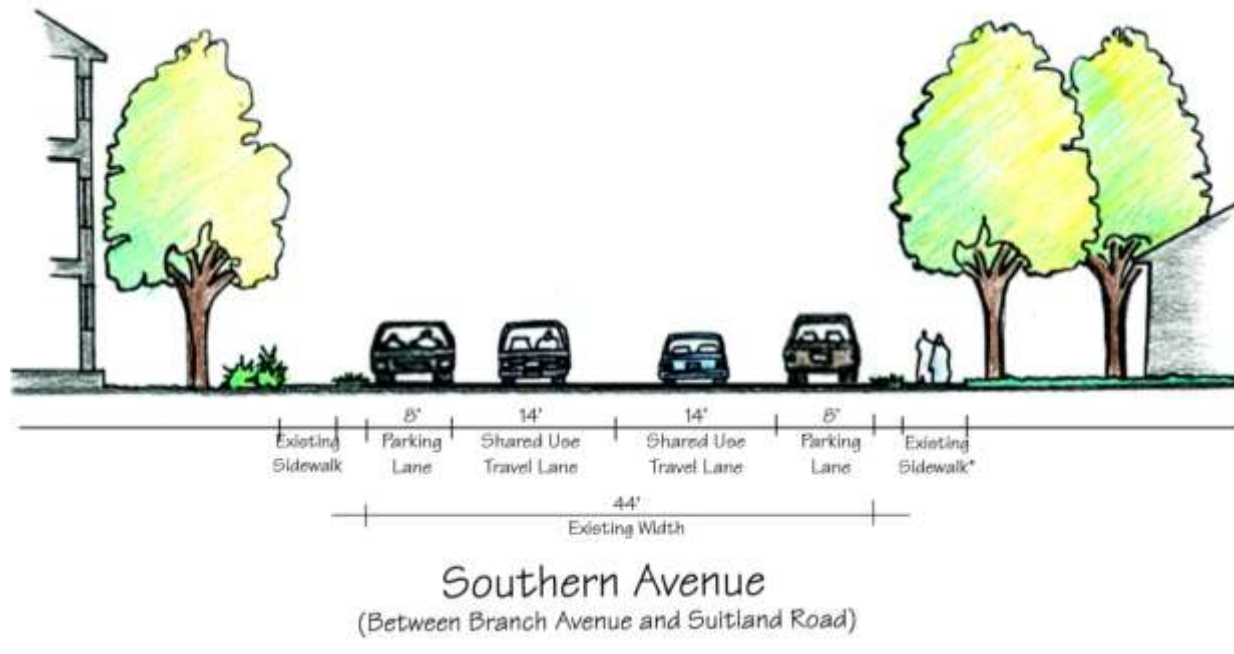 8' 14' 14' 8'
Existing Sidewalk
Parking Lane
Shared Use Travel Lane
Shared Use Travel Lane
Parking Lane
Existing Sidewalk*
44'
Existing Width
Southern Avenue
(Between Branch Avenue and Suitland Road)